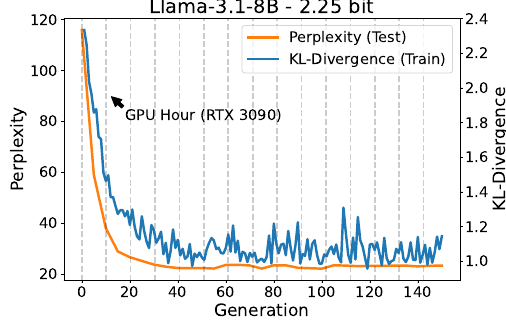 Llama-3.1-8B - 2.25 bit
120
100
80
60
40
20
Perplexity
2.4
2.2
2.0
1.8
1.6
1.4
1.2
1.0
KL-Divergence
Perplexity (Test)
KL-Divergence (Train)
GPU Hour (RTX 3090)
0 20 40 60 80 100 120 140
Generation